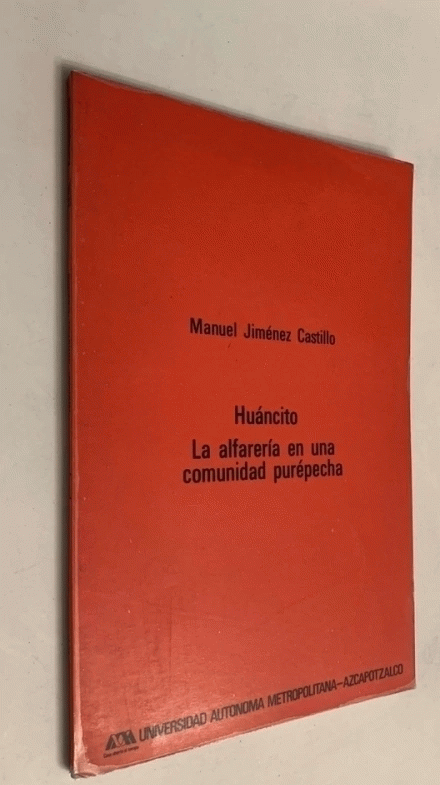 Manuel Jiménez Castillo
Huáncito
La alfarería en una
comunidad purépecha
UNIVERSIDAD AUTONOMA METROPOLITANA-AZCAPOTZALCO